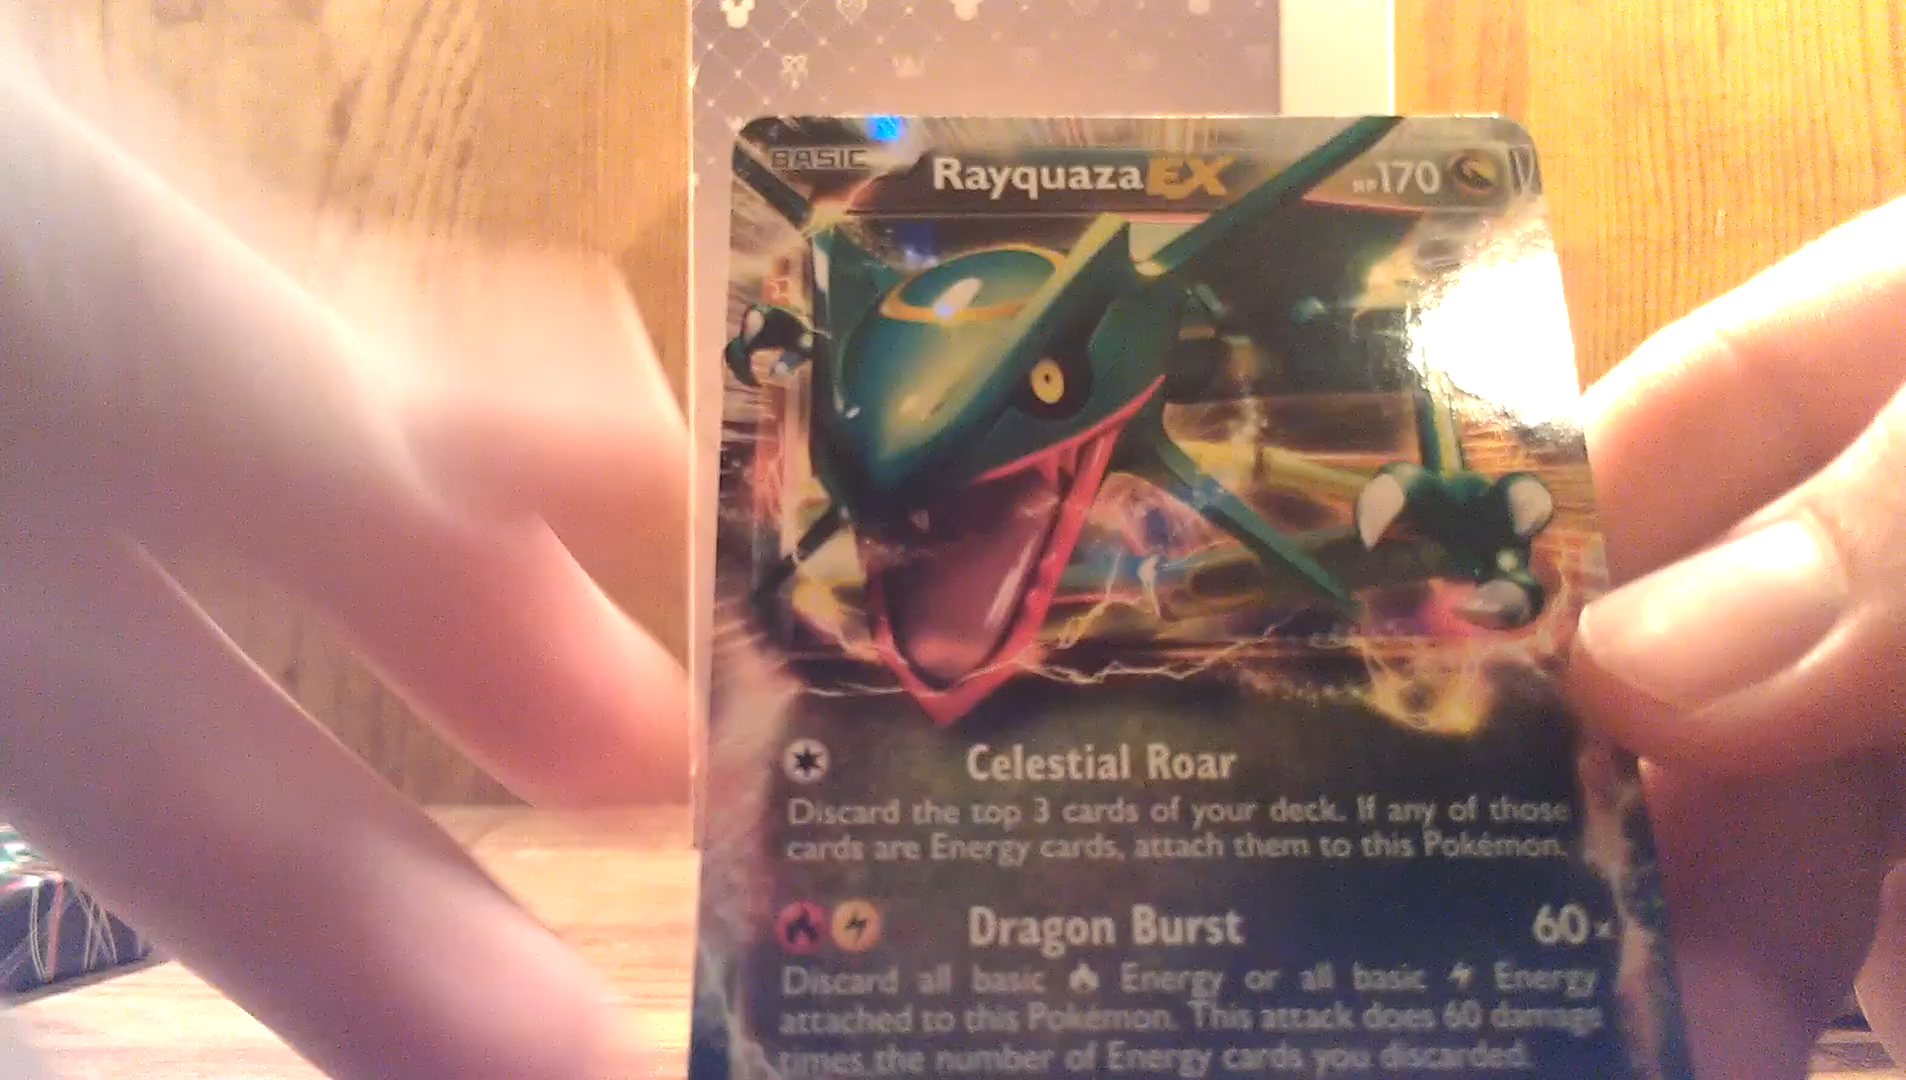 BASIC RayquazaEX HP170
Celestial Roar
Discard the top 3 cards of your deck. If any of those
cards are Energy cards, attach them to this Pokémon.
Dragon Burst 60×
Discard all basic Energy or all basic Energy
attached to this Pokémon. This attack does 60 damage
times the number of Energy cards you discarded.